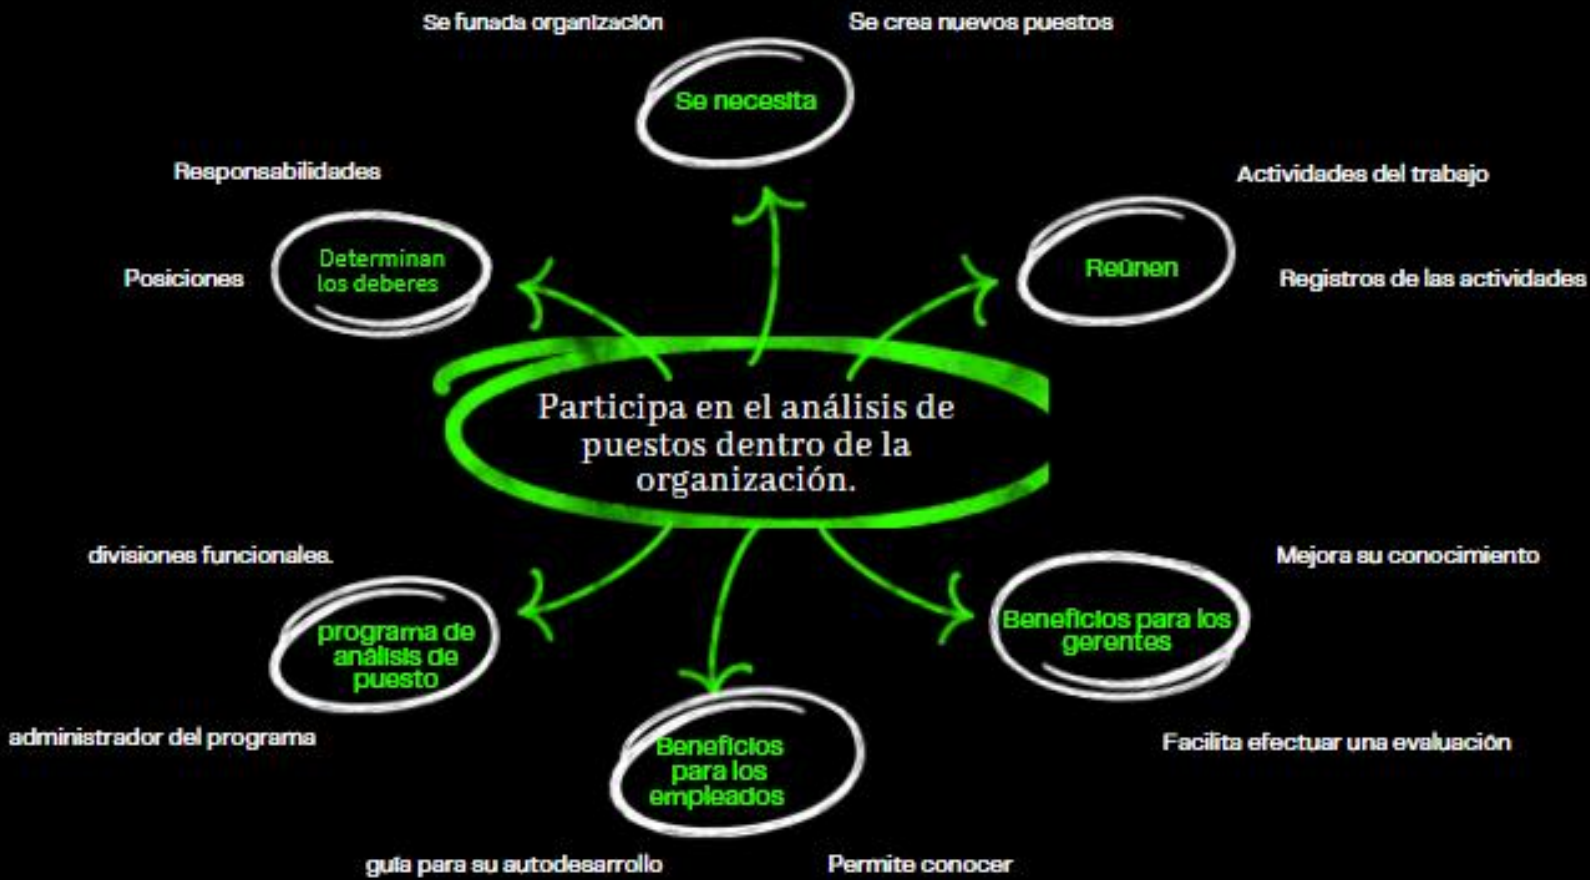 Se funada organización
Se crea nuevos puestos
Se necesita
Responsabilidades
Actividades del trabajo
Determinan
los deberes
Posiciones
Reúnen
Registros de las actividades
Participa en el análisis de
puestos dentro de la
organización.
divisiones funcionales.
Mejora su conocimiento
programa de
análisis de
puesto
Beneficios para los
gerentes
administrador del programa
Facilita efectuar una evaluación
Beneficios
para los
empleados
guía para su autodesarrollo
Permite conocer